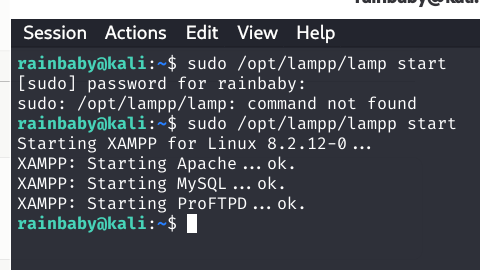 rainbaby@kali:
Session Actions Edit View Help
rainbaby@kali:~$ sudo /opt/lampp/lamp start
[sudo] password for rainbaby:
sudo: /opt/lampp/lamp: command not found
rainbaby@kali:~$ sudo /opt/lampp/lampp start
Starting XAMPP for Linux 8.2.12-0...
XAMPP: Starting Apache...ok.
XAMPP: Starting MySQL...ok.
XAMPP: Starting ProFTPD...ok.
rainbaby@kali:~$